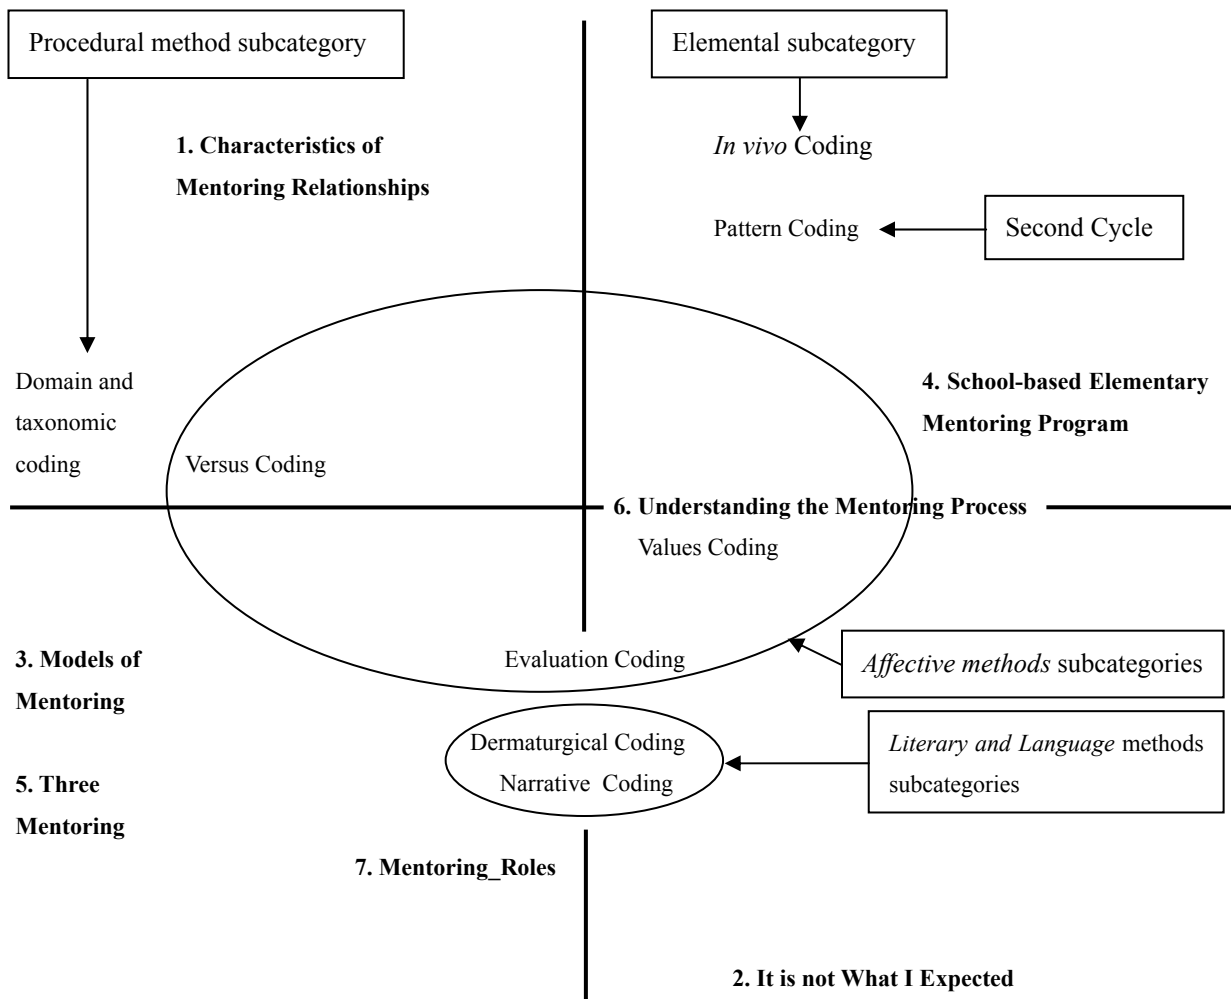 Procedural method subcategory
Elemental subcategory
1. Characteristics of
Mentoring Relationships
In vivo Coding
Pattern Coding
Second Cycle
Domain and
taxonomic
coding
Versus Coding
4. School-based Elementary
Mentoring Program
6. Understanding the Mentoring Process
Values Coding
3. Models of
Mentoring
Evaluation Coding
Affective methods subcategories
Dermaturgical Coding
Narrative Coding
Literary and Language methods
subcategories
5. Three
Mentoring
7. Mentoring_Roles
2. It is not What I Expected